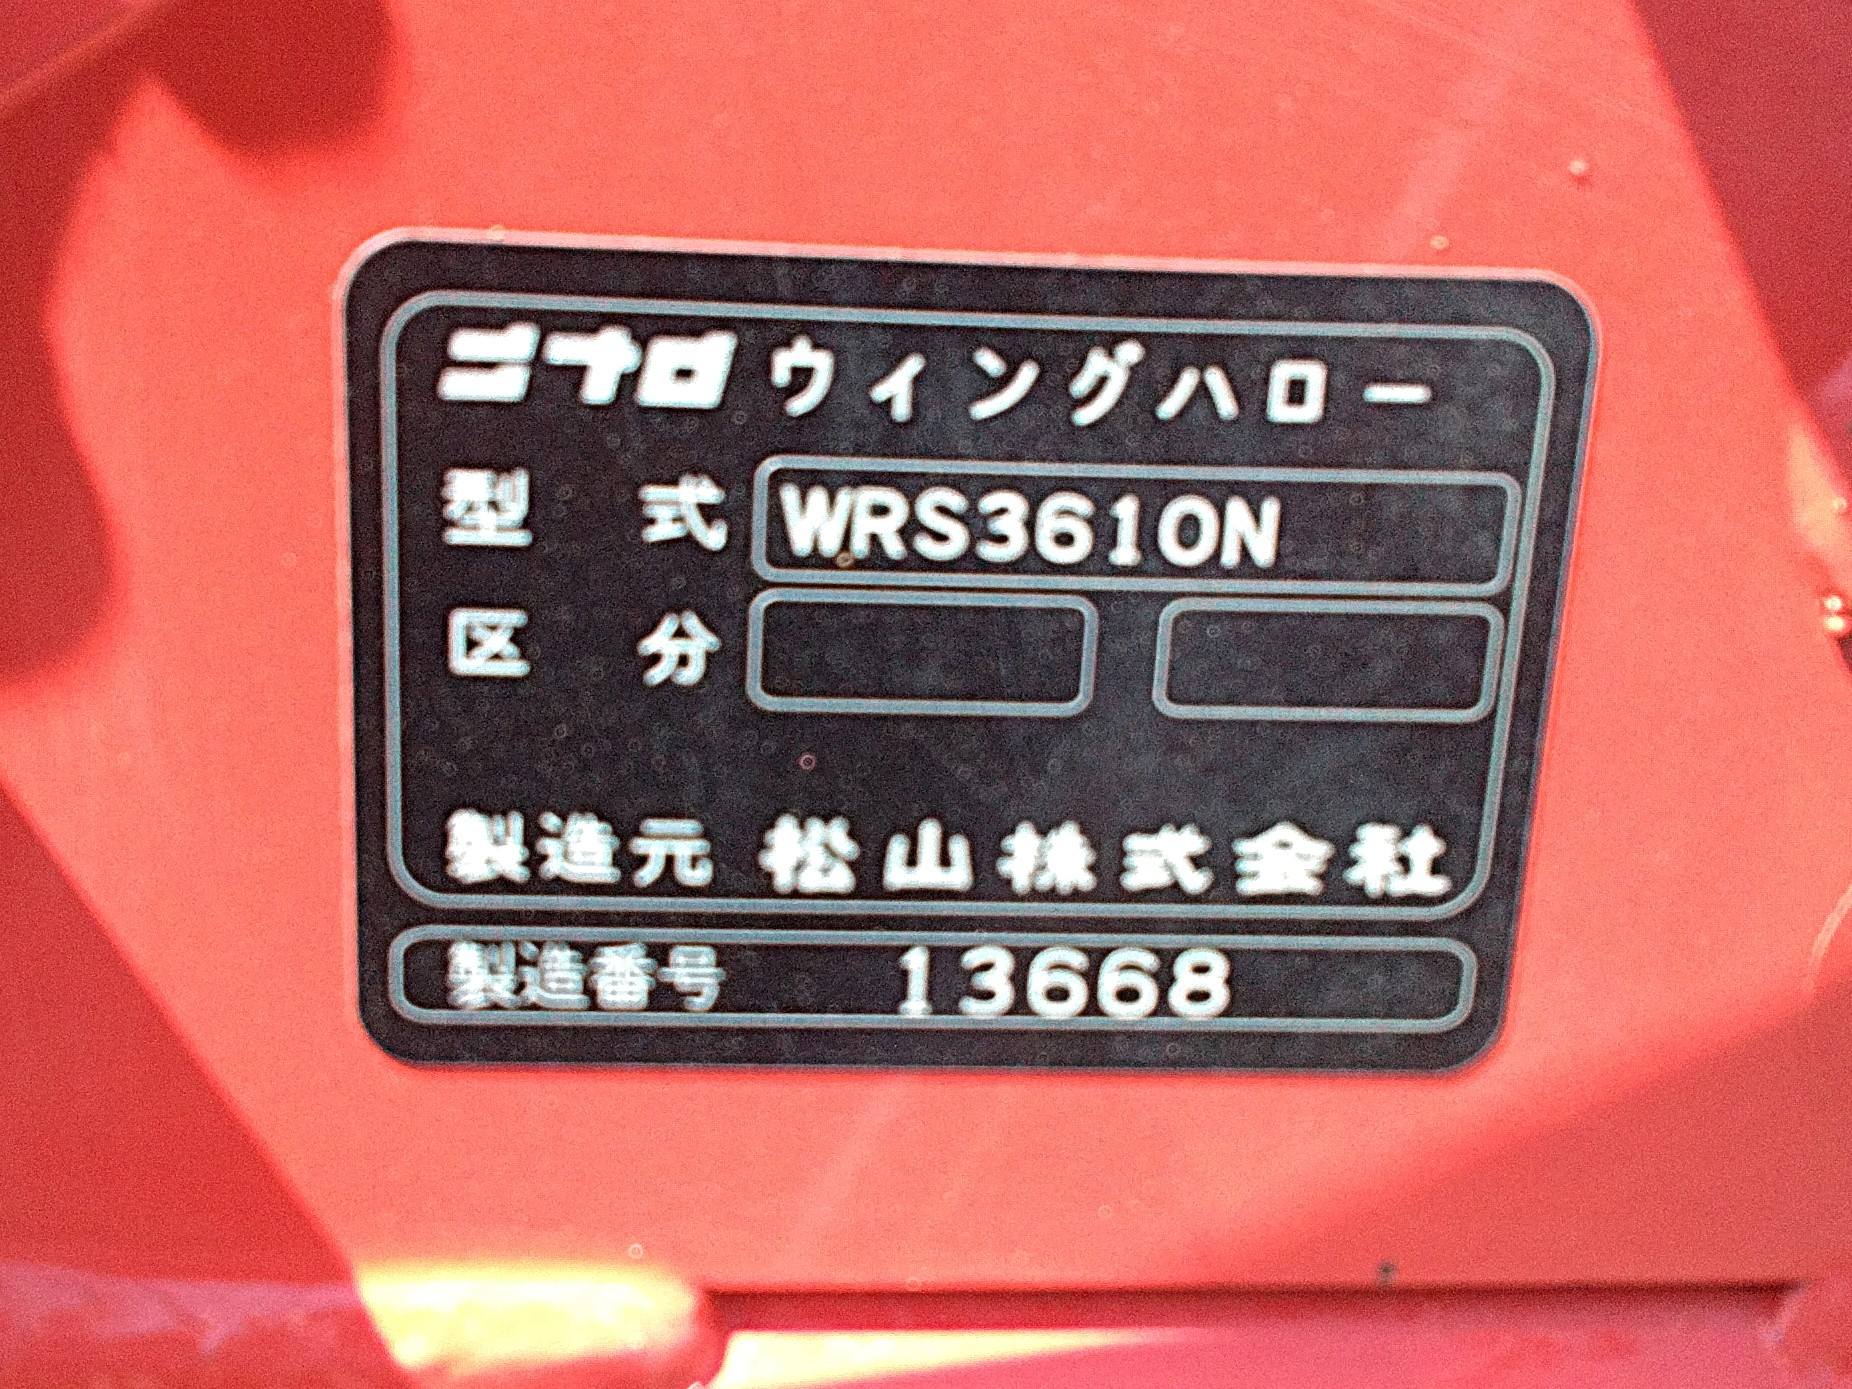 ニプロ ウィングハロー
型式 WRS3610N
区分
製造元 松山株式会社
製造番号 13668